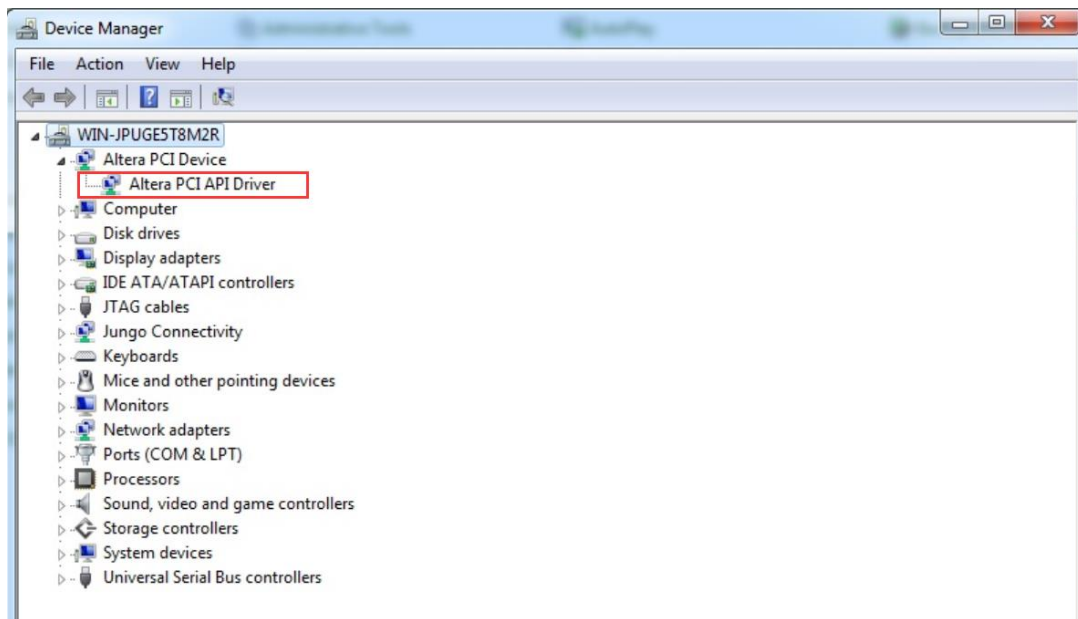 Device Manager
File Action View Help
WIN-JPUGE5T8M2R
Altera PCI Device
Altera PCI API Driver
Computer
Disk drives
Display adapters
IDE ATA/ATAPI controllers
JTAG cables
Jungo Connectivity
Keyboards
Mice and other pointing devices
Monitors
Network adapters
Ports (COM & LPT)
Processors
Sound, video and game controllers
Storage controllers
System devices
Universal Serial Bus controllers